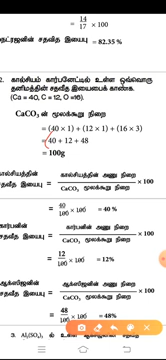 14/17 × 100
நைட்ரஜனின் சதவீத இயைபு = 82.35 %
2. கால்சியம் கார்பனேட்டில் உள்ள ஒவ்வொரு
தனிமத்தின் சதவீத இயைபைக் காண்க.
(Ca = 40, C = 12, O =16).
CaCO₃ ன் மூலக்கூறு நிறை
= (40 × 1) + (12 × 1) + (16 × 3)
= 40 + 12 + 48
= 100g
கால்சியத்தின் சதவீத இயைபு = கால்சியத்தின் அணு நிறை / CaCO₃ மூலக்கூறு நிறை × 100
= 40/100 × 100 = 40 %
கார்பனின் சதவீத இயைபு = கார்பனின் அணு நிறை / CaCO₃ மூலக்கூறு நிறை × 100
= 12/100 × 100 = 12%
ஆக்ஸிஜனின் சதவீத இயைபு = ஆக்ஸிஜனின் அணு நிறை / CaCO₃ மூலக்கூறு நிறை × 100
= 48/100 × 100 = 48%
3. Al₂(SO₄)₃ ல் உள்ள